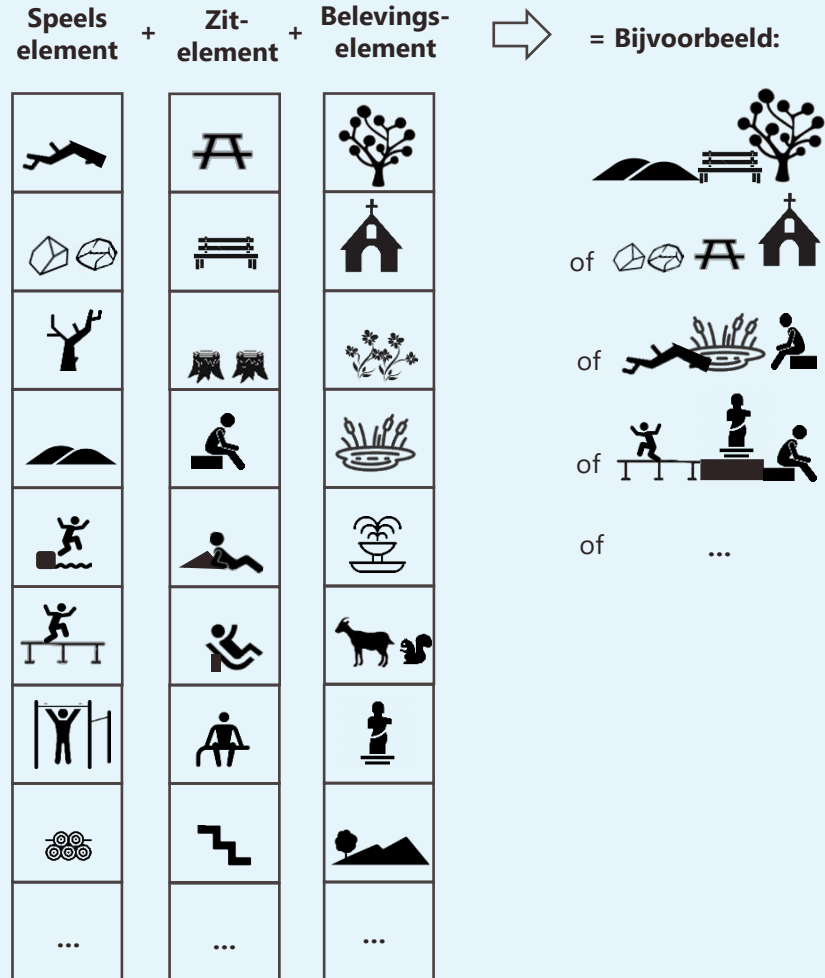 Speels
element
+
Zit-
element
+
Belevings-
element
= Bijvoorbeeld:
of
of
of
of
...
...
...
...